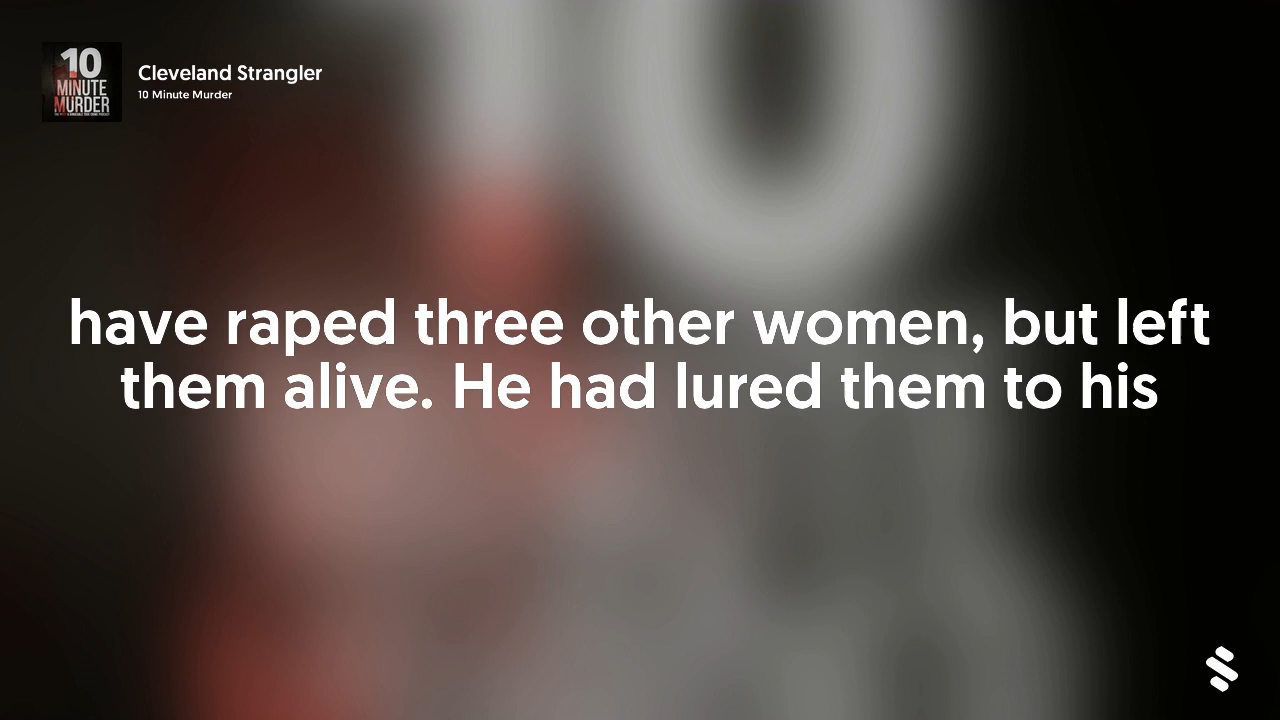 10
MINUTE
MURDER
Cleveland Strangler
10 Minute Murder
have raped three other women, but left
them alive. He had lured them to his